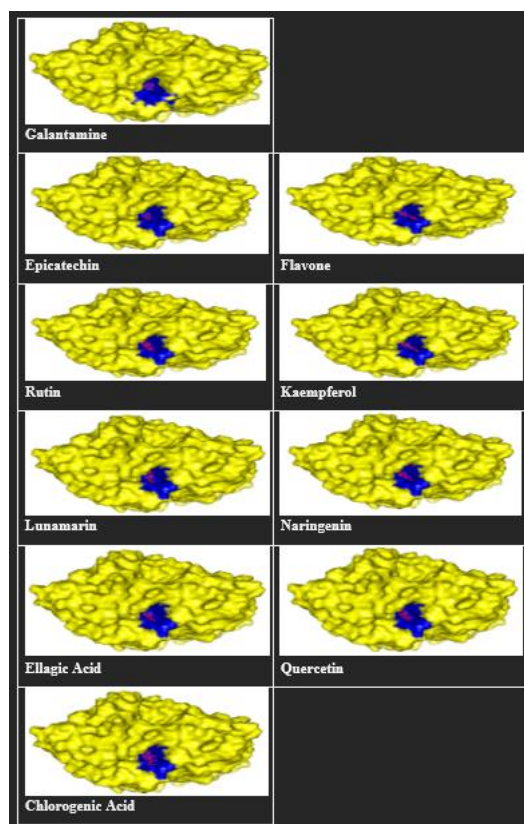 Galantamine
Epicatechin
Flavone
Rutin
Kaempferol
Lunamarin
Naringenin
Ellagic Acid
Quercetin
Chlorogenic Acid